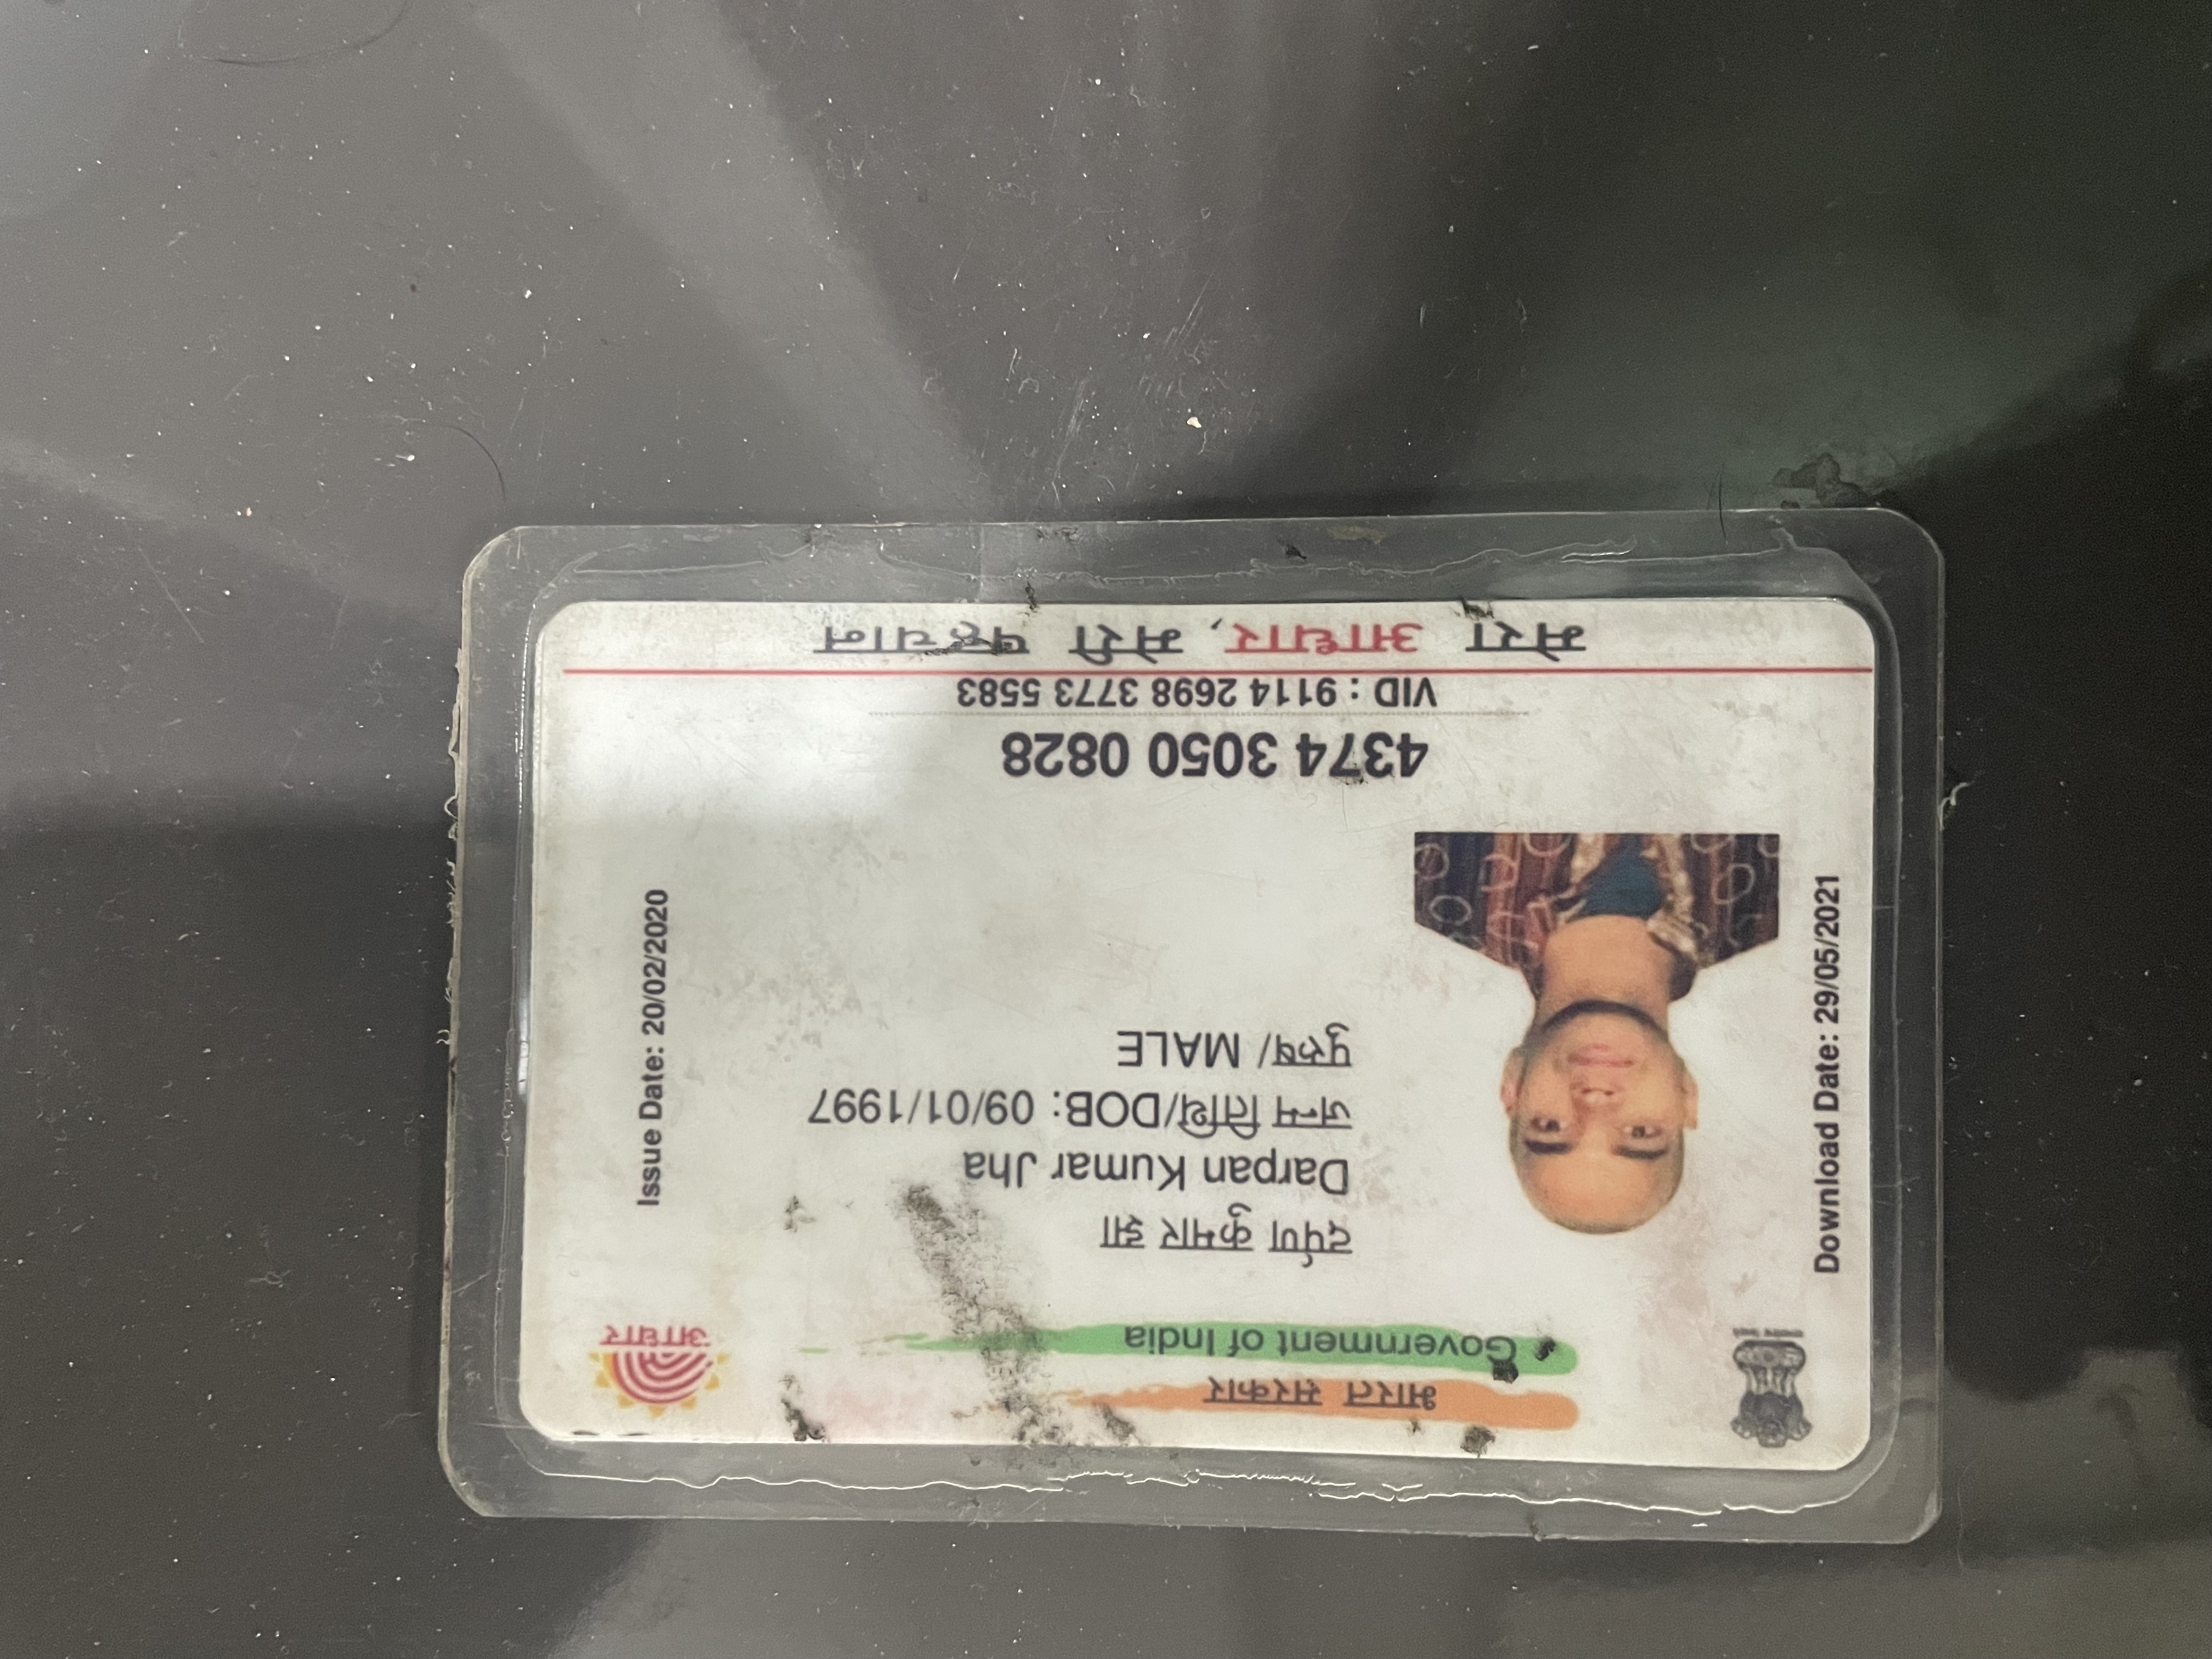 भारत सरकार
Government of India
आधार
Download Date: 29/05/2021
दर्पण कुमार झा
Darpan Kumar Jha
जन्म तिथि/DOB: 09/01/1997
पुरुष/ MALE
Issue Date: 20/02/2020
4374 3050 0828
VID : 9114 2698 3773 5583
मेरा आधार, मेरी पहचान